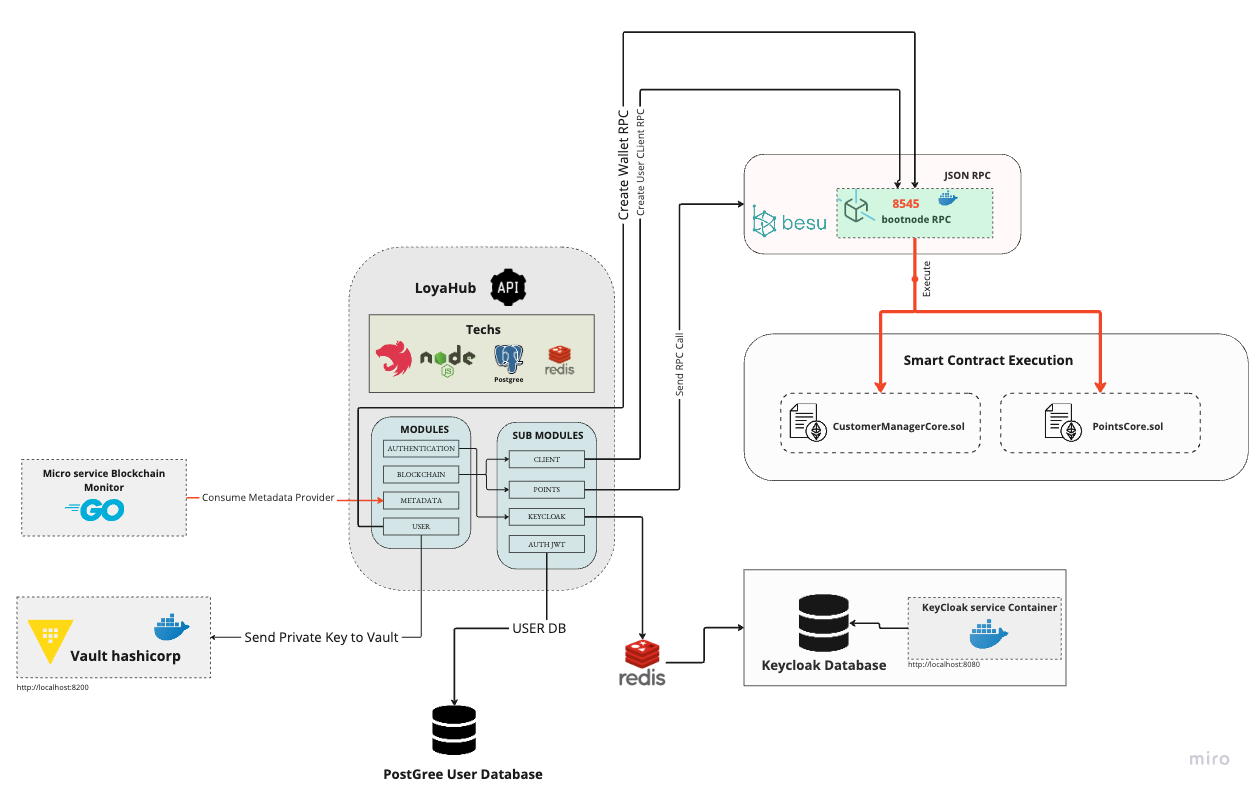 Create Wallet RPC
Create User CLient RPC
JSON RPC
8545
bootnode RPC
besu
Execute
LoyaHub
API
Techs
node
JS
Postgree
redis
Send RPC Call
Smart Contract Execution
CustomerManagerCore.sol
PointsCore.sol
MODULES
AUTHENTICATION
BLOCKCHAIN
METADATA
USER
SUB MODULES
CLIENT
POINTS
KEYCLOAK
AUTH JWT
Micro service Blockchain
Monitor
GO
Consume Metadata Provider
Vault hashicorp
http://localhost:8200
Send Private Key to Vault
USER DB
redis
KeyCloak service Container
http://localhost:8080
Keycloak Database
PostGree User Database
miro